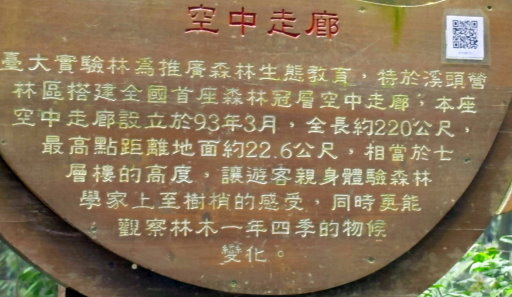 空中走廊
臺大實驗林為推廣森林生態教育，特於溪頭營
林區搭建全國首座森林冠層空中走廊，本座
空中走廊設立於93年3月，全長約220公尺，
最高點距離地面約22.6公尺，相當於七
層樓的高度，讓遊客親身體驗森林
學家上至樹梢的感受，同時更能
觀察林木一年四季的物候
變化。